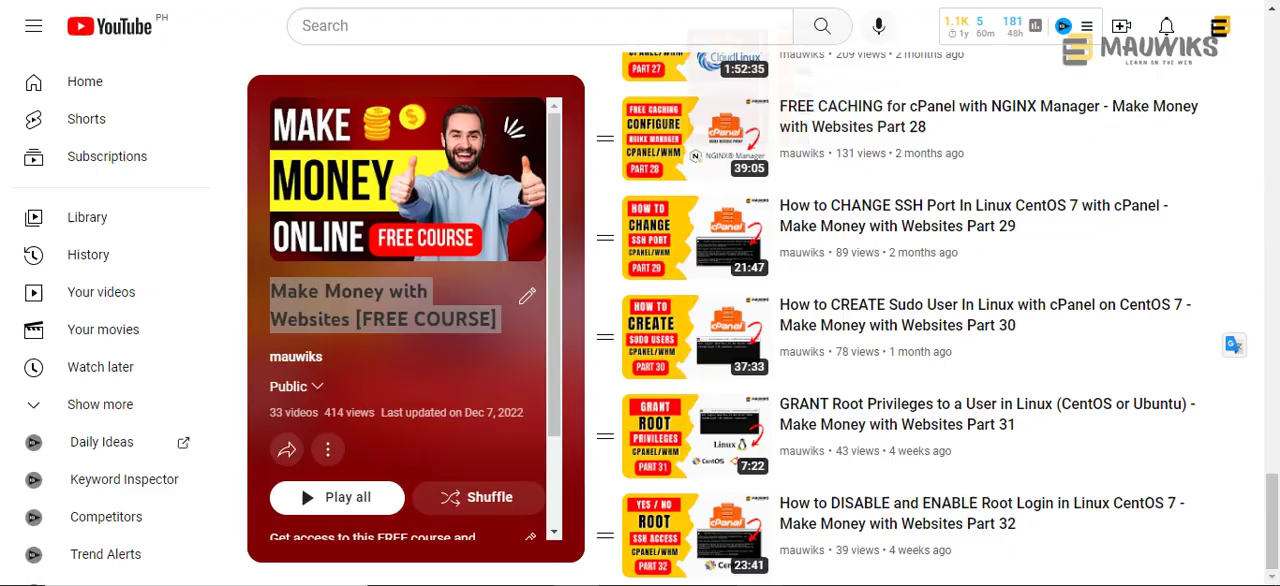 YouTube PH
Search
1.1K 5 181
1y 60m 48h
MAUWIKS
LEARN ON THE WEB
Home
Shorts
Subscriptions
Library
History
Your videos
Your movies
Watch later
Show more
Daily Ideas
Keyword Inspector
Competitors
Trend Alerts
MAKE
MONEY
ONLINE FREE COURSE
Make Money with
Websites [FREE COURSE]
mauwiks
Public
33 videos 414 views Last updated on Dec 7, 2022
Play all
Shuffle
Get access to this FREE course and
CPANEL/WHM
PART 27
CloudLinux
1:52:35
mauwiks • 209 views • 2 months ago
FREE CACHING
CONFIGURE
NGINX MANAGER
CPANEL/WHM
PART 28
cPanel
NGINX® Manager
39:05
FREE CACHING for cPanel with NGINX Manager - Make Money
with Websites Part 28
mauwiks • 131 views • 2 months ago
HOW TO
CHANGE
SSH PORT
CPANEL/WHM
PART 29
cPanel
21:47
How to CHANGE SSH Port In Linux CentOS 7 with cPanel -
Make Money with Websites Part 29
mauwiks • 89 views • 2 months ago
HOW TO
CREATE
SUDO USERS
CPANEL/WHM
PART 30
cPanel
37:33
How to CREATE Sudo User In Linux with cPanel on CentOS 7 -
Make Money with Websites Part 30
mauwiks • 78 views • 1 month ago
GRANT
ROOT
PRIVILEGES
CPANEL/WHM
PART 31
Linux
CentOS
7:22
GRANT Root Privileges to a User in Linux (CentOS or Ubuntu) -
Make Money with Websites Part 31
mauwiks • 43 views • 4 weeks ago
YES / NO
ROOT
SSH ACCESS
CPANEL/WHM
PART 32
cPanel
23:41
How to DISABLE and ENABLE Root Login in Linux CentOS 7 -
Make Money with Websites Part 32
mauwiks • 39 views • 4 weeks ago